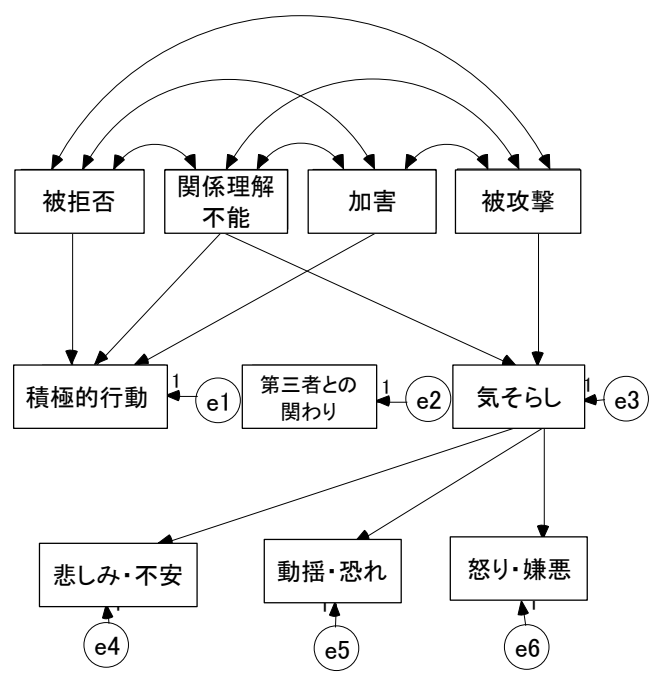 被拒否
関係理解
不能
加害
被攻撃
積極的行動
1
e1
第三者との
関わり
1
e2
気そらし
1
e3
悲しみ・不安
動揺・恐れ
怒り・嫌悪
e4
e5
e6